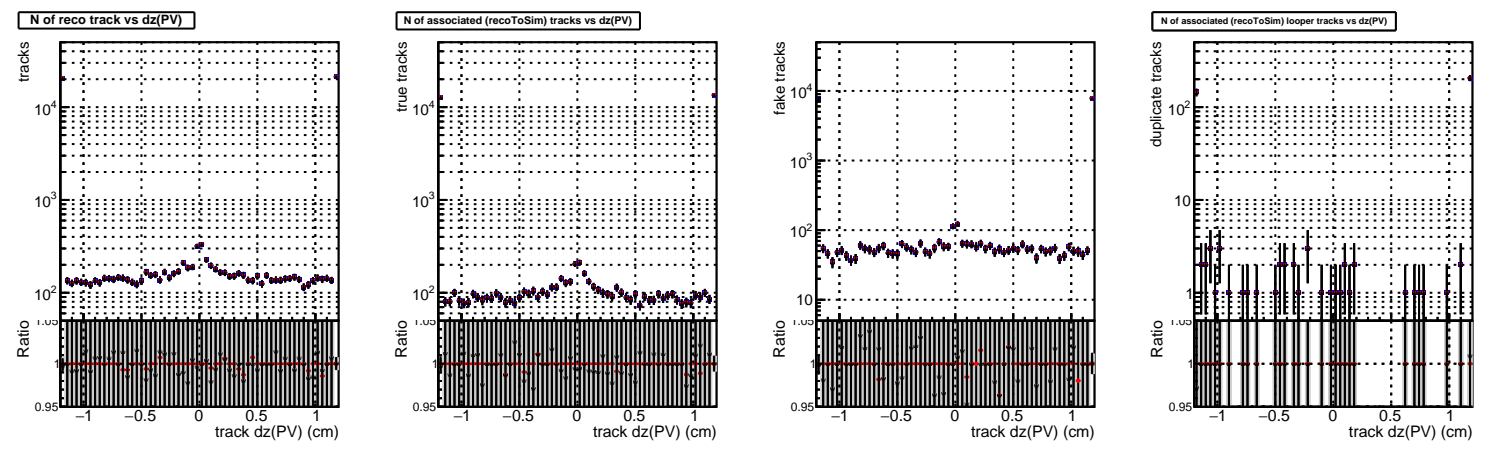 N of reco track vs dz(PV)
tracks
10^4
10^3
10^2
1.05
Ratio
1
0.95
−1 −0.5 0 0.5 1
track dz(PV) (cm)
N of associated (recoToSim) tracks vs dz(PV)
true tracks
10^4
10^3
10^2
1.05
Ratio
1
0.95
−1 −0.5 0 0.5 1
track dz(PV) (cm)
fake tracks
10^4
10^3
10^2
10
1.05
Ratio
1
0.95
−1 −0.5 0 0.5 1
track dz(PV) (cm)
N of associated (recoToSim) looper tracks vs dz(PV)
duplicate tracks
10^2
10
1
1.05
Ratio
1
0.95
−1 −0.5 0 0.5 1
track dz(PV) (cm)